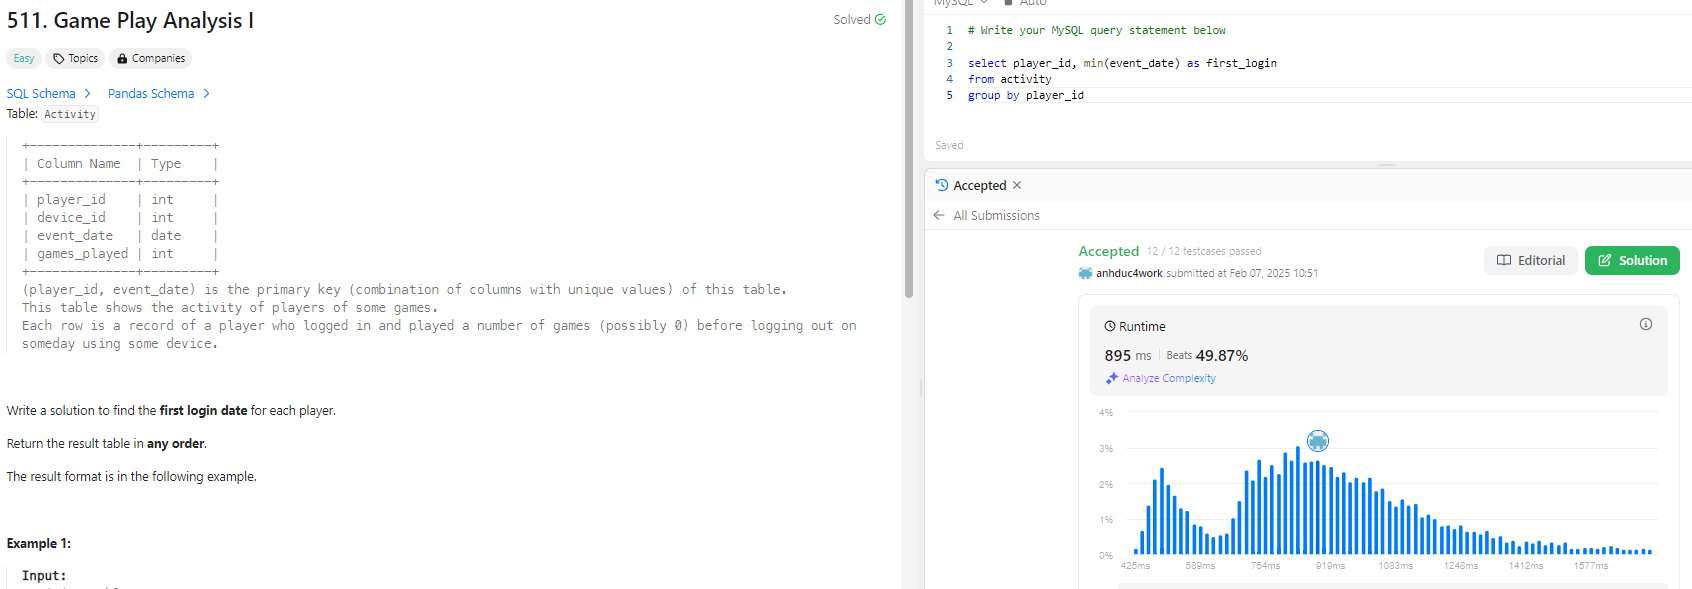 511. Game Play Analysis I
Solved
Easy
Topics
Companies
SQL Schema
Pandas Schema
Table: Activity
+--------------+---------+
| Column Name  | Type    |
+--------------+---------+
| player_id    | int     |
| device_id    | int     |
| event_date   | date    |
| games_played | int     |
+--------------+---------+
(player_id, event_date) is the primary key (combination of columns with unique values) of this table.
This table shows the activity of players of some games.
Each row is a record of a player who logged in and played a number of games (possibly 0) before logging out on
someday using some device.
Write a solution to find the first login date for each player.
Return the result table in any order.
The result format is in the following example.
Example 1:
Input:
MySQL
Auto
1 # Write your MySQL query statement below
2
3 select player_id, min(event_date) as first_login
4 from activity
5 group by player_id
Saved
Accepted
All Submissions
Accepted 12 / 12 testcases passed
anhduc4work submitted at Feb 07, 2025 10:51
Editorial
Solution
Runtime
895 ms | Beats 49.87%
Analyze Complexity
4%
3%
2%
1%
0%
425ms 589ms 754ms 919ms 1083ms 1248ms 1412ms 1577ms